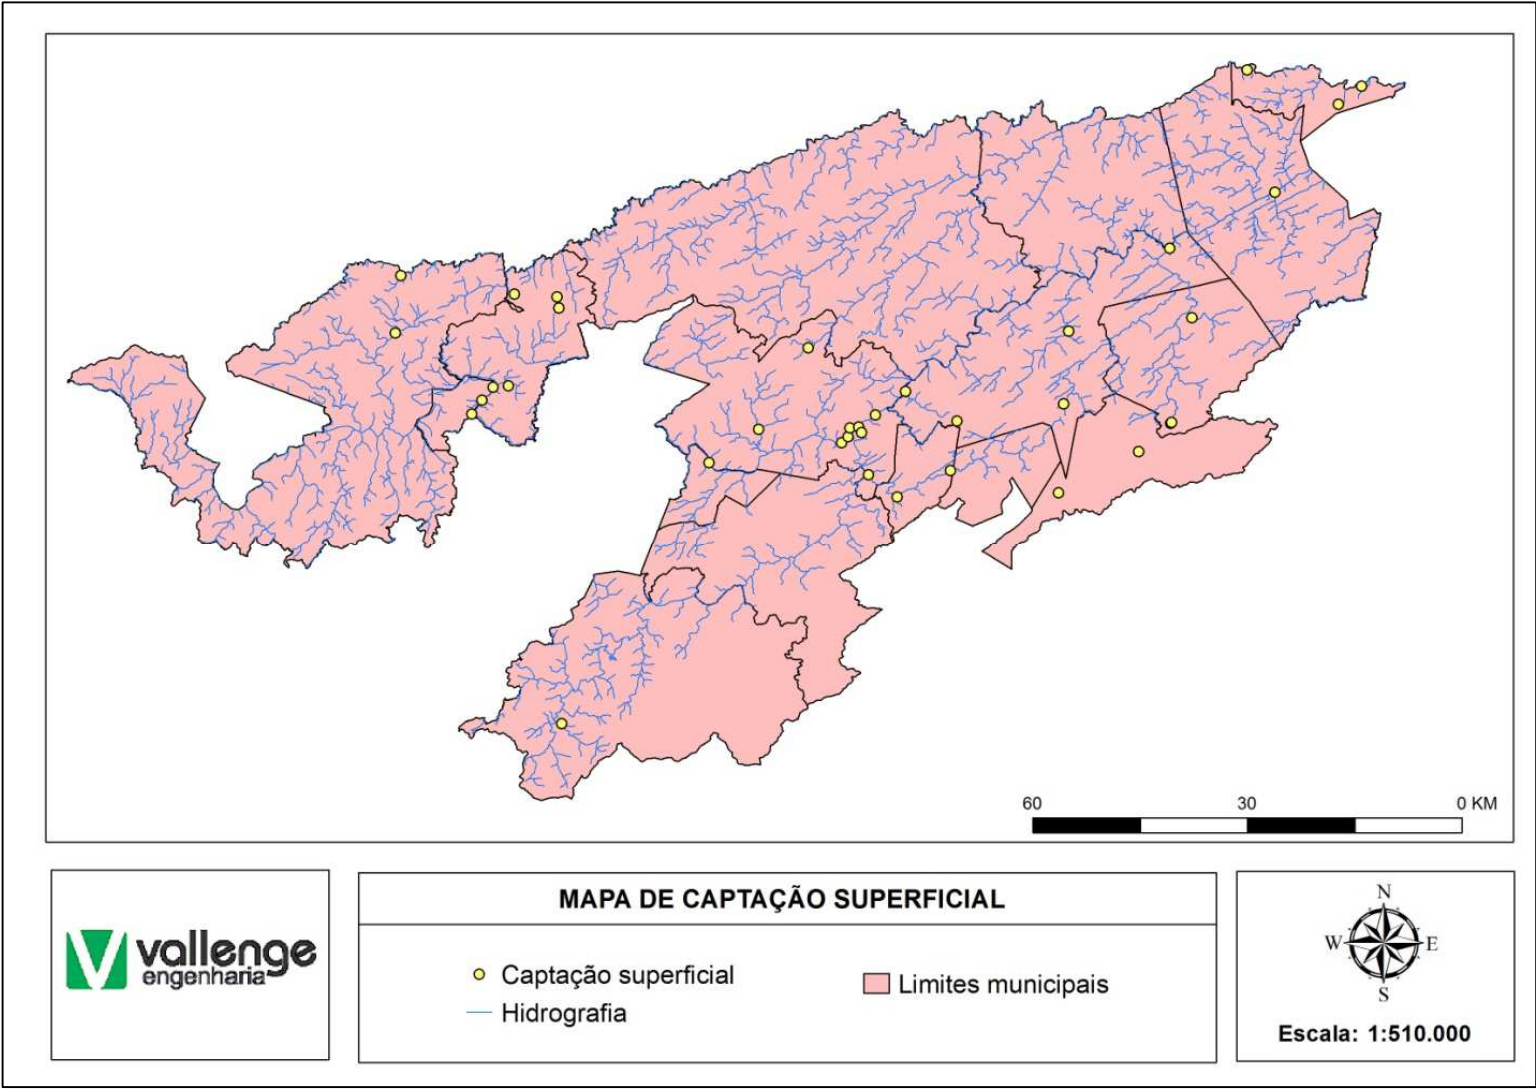 60 30 0 KM
vallenge
engenharia
MAPA DE CAPTAÇÃO SUPERFICIAL
Captação superficial
Hidrografia
Limites municipais
N
W E
S
Escala: 1:510.000